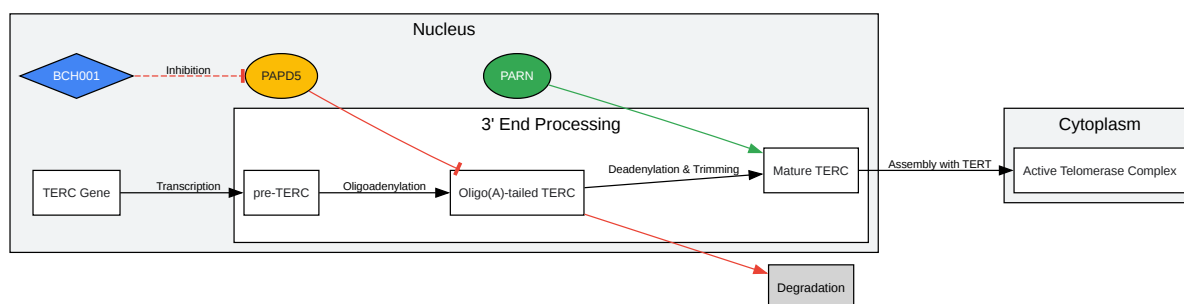 Nucleus
BCH001
Inhibition
PAPD5
PARN
3' End Processing
Cytoplasm
TERC Gene
Transcription
pre-TERC
Oligoadenylation
Oligo(A)-tailed TERC
Deadenylation & Trimming
Mature TERC
Assembly with TERT
Active Telomerase Complex
Degradation